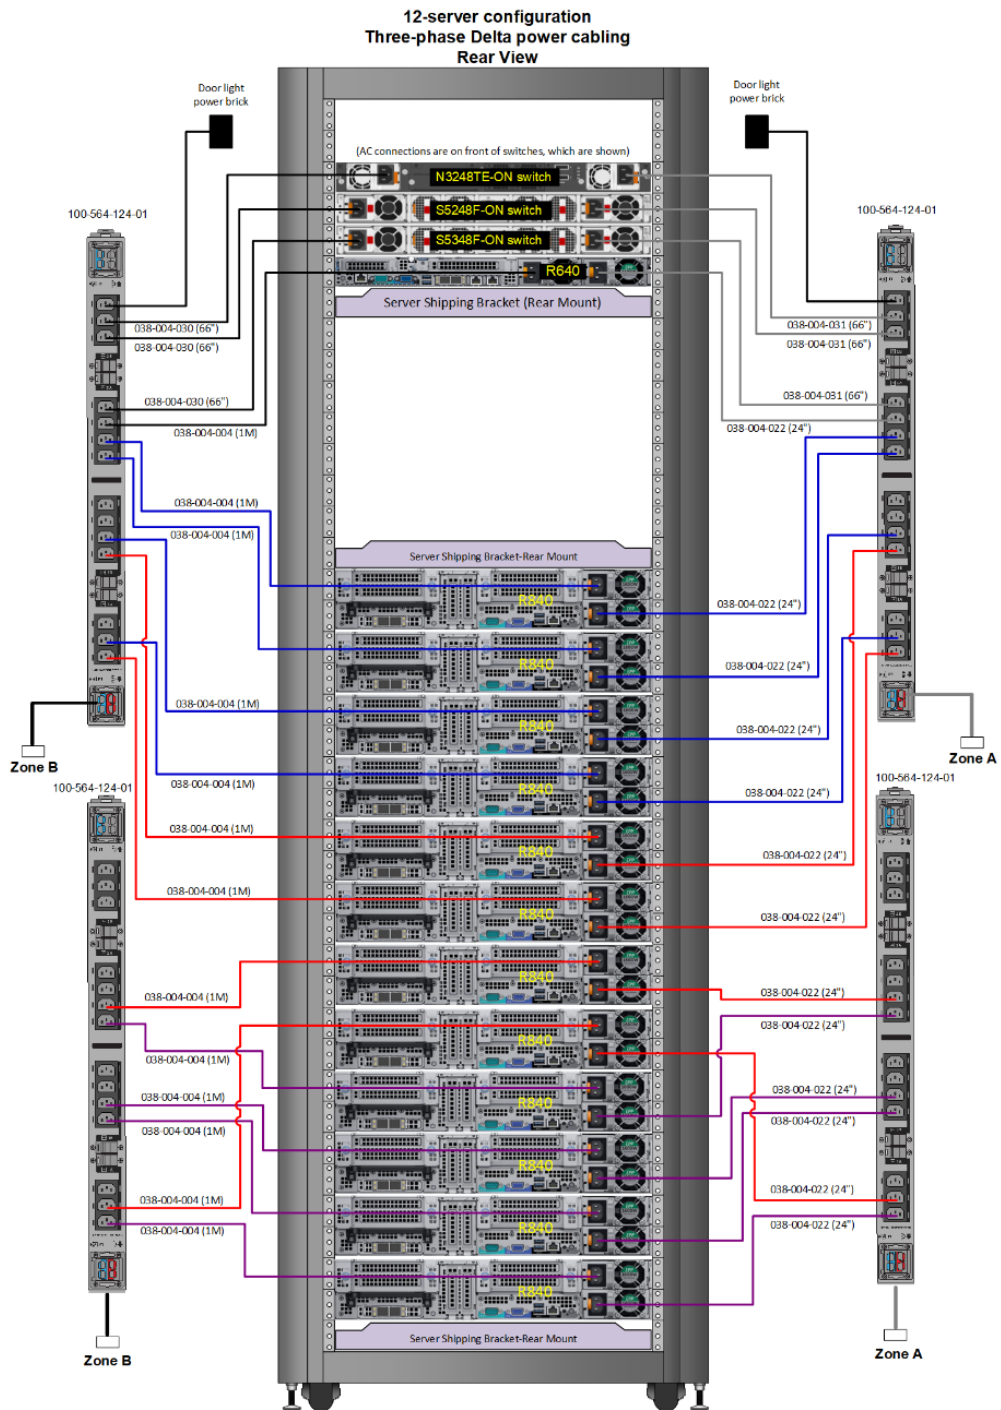 12-server configuration
Three-phase Delta power cabling
Rear View
Door light
power brick
Door light
power brick
(AC connections are on front of switches, which are shown)
N3248TE-ON switch
S5248F-ON switch
S5348F-ON switch
R640
Server Shipping Bracket (Rear Mount)
100-564-124-01
100-564-124-01
038-004-030 (66")
038-004-030 (66")
038-004-030 (66")
038-004-004 (1M)
038-004-031 (66")
038-004-031 (66")
038-004-031 (66")
038-004-022 (24")
038-004-004 (1M)
038-004-004 (1M)
Server Shipping Bracket-Rear Mount
R840
038-004-022 (24")
R840
038-004-022 (24")
038-004-004 (1M)
R840
038-004-022 (24")
Zone B
Zone A
038-004-004 (1M)
R840
038-004-022 (24")
100-564-124-01
100-564-124-01
038-004-004 (1M)
R840
038-004-022 (24")
038-004-004 (1M)
R840
038-004-022 (24")
038-004-004 (1M)
R840
038-004-022 (24")
038-004-022 (24")
R840
038-004-004 (1M)
038-004-004 (1M)
R840
038-004-022 (24")
038-004-004 (1M)
038-004-022 (24")
R840
038-004-004 (1M)
038-004-022 (24")
038-004-004 (1M)
R840
038-004-022 (24")
R840
Server Shipping Bracket-Rear Mount
Zone B
Zone A